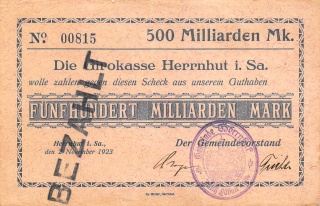 No. 00815 500 Milliarden Mk.
Die Girokasse Herrnhut i. Sa.
wolle zahlen gegen diesen Scheck aus unserem Guthaben
FÜNFHUNDERT MILLIARDEN MARK
Herrnhut i. Sa.,
den November 1923
Der Gemeindevorstand
BEZAHLT